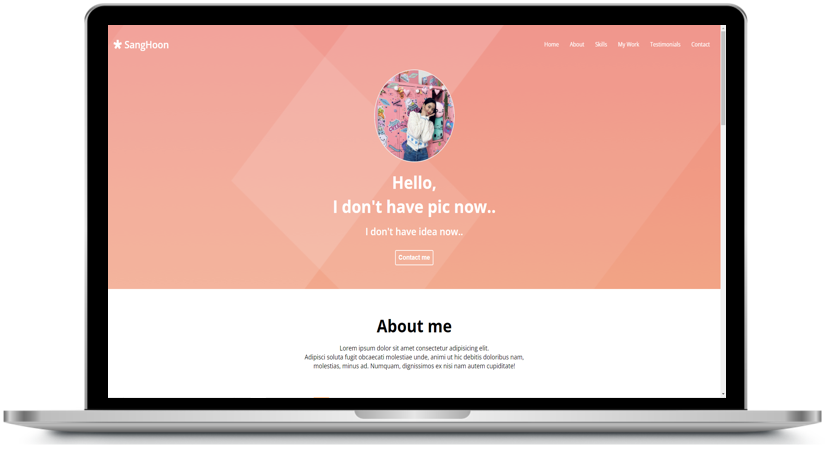 SangHoon
Home About Skills My Work Testimonials Contact
Hello,
I don't have pic now..
I don't have idea now..
Contact me
About me
Lorem ipsum dolor sit amet consectetur adipisicing elit.
Adipisci soluta fugit obcaecati molestiae unde, animi ut hic debitis doloribus nam,
molestias, minus ad. Numquam, dignissimos ex nisi nam autem cupiditate!